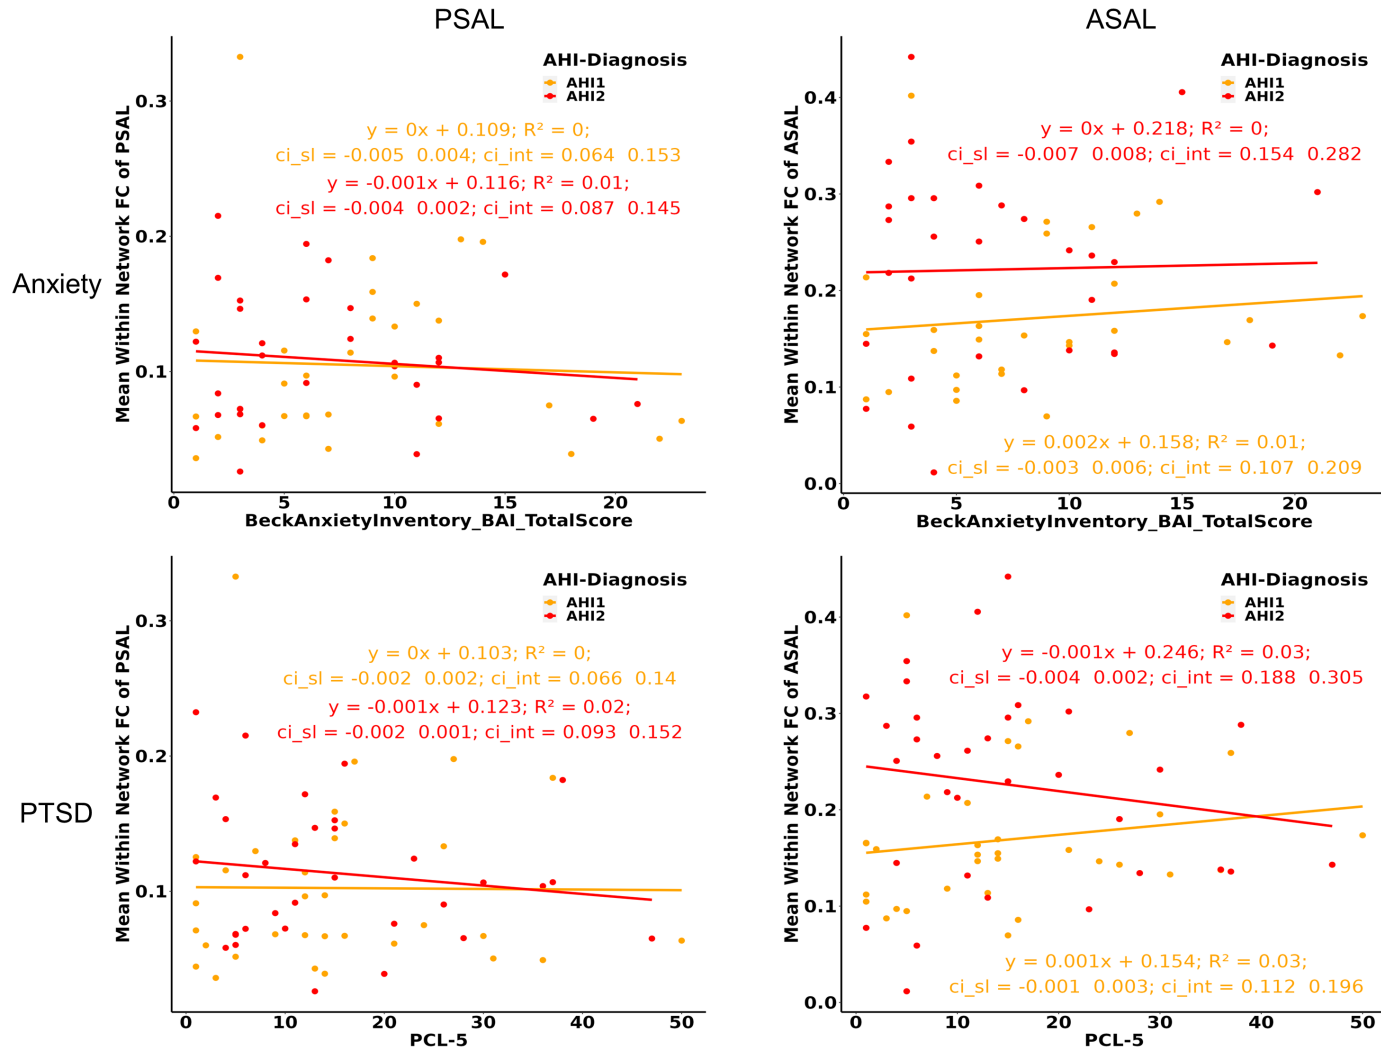 PSAL
ASAL
Anxiety
Mean Within Network FC of PSAL
0.3
0.2
0.1
AHI-Diagnosis
AHI1
AHI2
y = 0x + 0.109; R² = 0;
ci_sl = -0.005 0.004; ci_int = 0.064 0.153
y = -0.001x + 0.116; R² = 0.01;
ci_sl = -0.004 0.002; ci_int = 0.087 0.145
0 5 10 15 20
BeckAnxietyInventory_BAI_TotalScore
Mean Within Network FC of ASAL
0.4
0.3
0.2
0.1
0.0
AHI-Diagnosis
AHI1
AHI2
y = 0x + 0.218; R² = 0;
ci_sl = -0.007 0.008; ci_int = 0.154 0.282
y = 0.002x + 0.158; R² = 0.01;
ci_sl = -0.003 0.006; ci_int = 0.107 0.209
0 5 10 15 20
BeckAnxietyInventory_BAI_TotalScore
PTSD
Mean Within Network FC of PSAL
0.3
0.2
0.1
AHI-Diagnosis
AHI1
AHI2
y = 0x + 0.103; R² = 0;
ci_sl = -0.002 0.002; ci_int = 0.066 0.14
y = -0.001x + 0.123; R² = 0.02;
ci_sl = -0.002 0.001; ci_int = 0.093 0.152
0 10 20 30 40 50
PCL-5
Mean Within Network FC of ASAL
0.4
0.3
0.2
0.1
0.0
AHI-Diagnosis
AHI1
AHI2
y = -0.001x + 0.246; R² = 0.03;
ci_sl = -0.004 0.002; ci_int = 0.188 0.305
y = 0.001x + 0.154; R² = 0.03;
ci_sl = -0.001 0.003; ci_int = 0.112 0.196
0 10 20 30 40 50
PCL-5